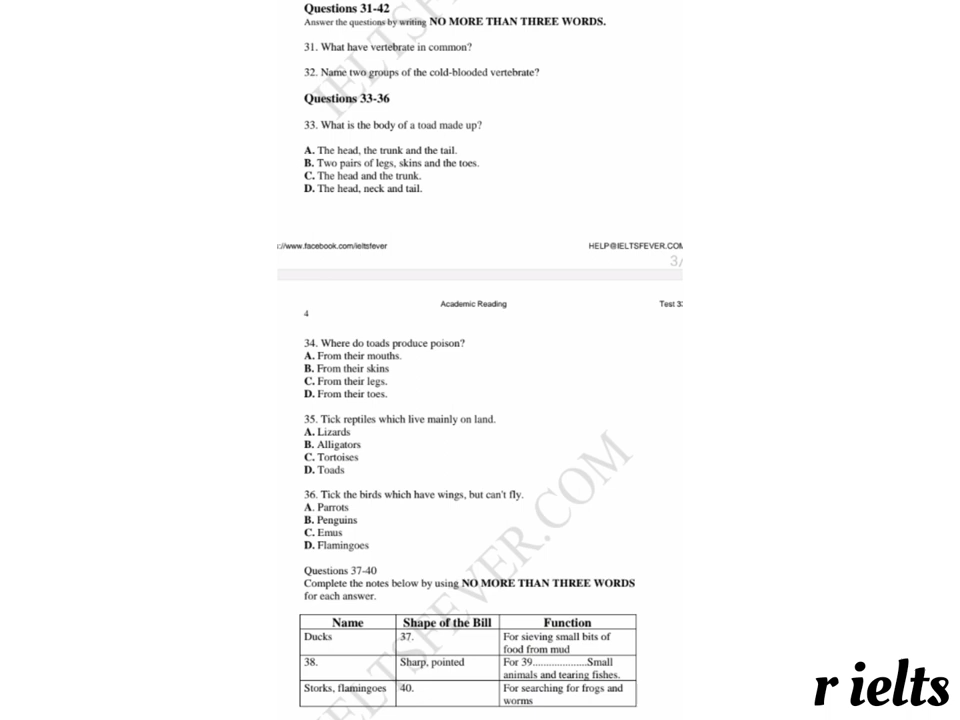 Questions 31-42
Answer the questions by writing NO MORE THAN THREE WORDS.
31. What have vertebrate in common?
32. Name two groups of the cold-blooded vertebrate?
Questions 33-36
33. What is the body of a toad made up?
A. The head, the trunk and the tail.
B. Two pairs of legs, skins and the toes.
C. The head and the trunk.
D. The head, neck and tail.
://www.facebook.com/ieltsfever HELP@IELTSFEVER.COM
3/
Academic Reading Test 33
4
34. Where do toads produce poison?
A. From their mouths.
B. From their skins
C. From their legs.
D. From their toes.
35. Tick reptiles which live mainly on land.
A. Lizards
B. Alligators
C. Tortoises
D. Toads
36. Tick the birds which have wings, but can't fly.
A. Parrots
B. Penguins
C. Emus
D. Flamingoes
Questions 37-40
Complete the notes below by using NO MORE THAN THREE WORDS
for each answer.
Name Shape of the Bill Function
Ducks 37. For sieving small bits of
food from mud
38. Sharp, pointed For 39....................Small
animals and tearing fishes.
Storks, flamingoes 40. For searching for frogs and
worms
IELTSFEVER.COM
r ielts